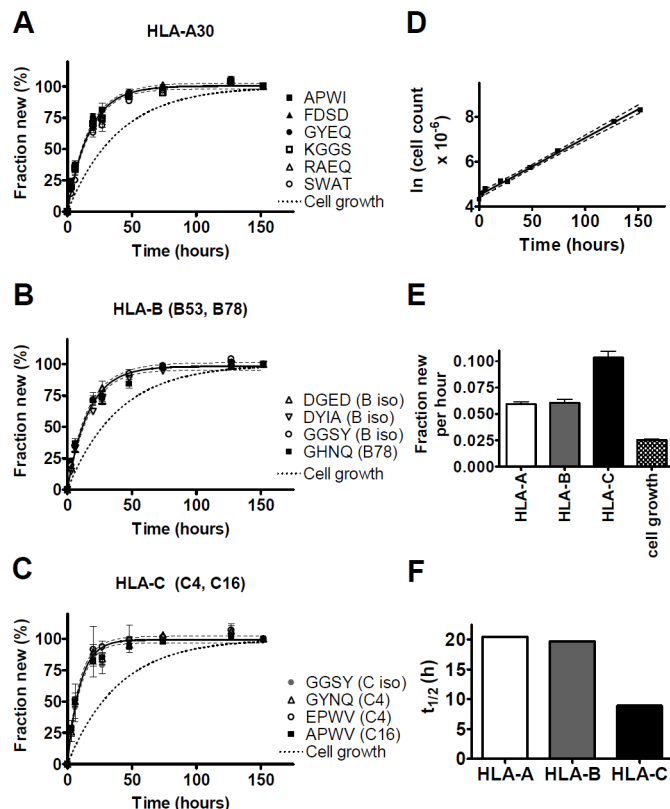 A
HLA-A30
Fraction new (%)
100
75
50
25
0
0
50
100
150
Time (hours)
APWI
FDSD
GYEQ
KGGS
RAEQ
SWAT
Cell growth
B
HLA-B (B53, B78)
Fraction new (%)
100
75
50
25
0
0
50
100
150
Time (hours)
DGED (B iso)
DYIA (B iso)
GGSY (B iso)
GHNQ (B78)
Cell growth
C
HLA-C (C4, C16)
Fraction new (%)
100
75
50
25
0
0
50
100
150
Time (hours)
GGSY (C iso)
GYNQ (C4)
EPWV (C4)
APWV (C16)
Cell growth
D
ln (cell count
x 10⁻⁶)
8
6
4
0
50
100
150
Time (hours)
E
Fraction new
per hour
0.100
0.075
0.050
0.025
0.000
HLA-A
HLA-B
HLA-C
cell growth
F
t1/2 (h)
20
15
10
5
0
HLA-A
HLA-B
HLA-C